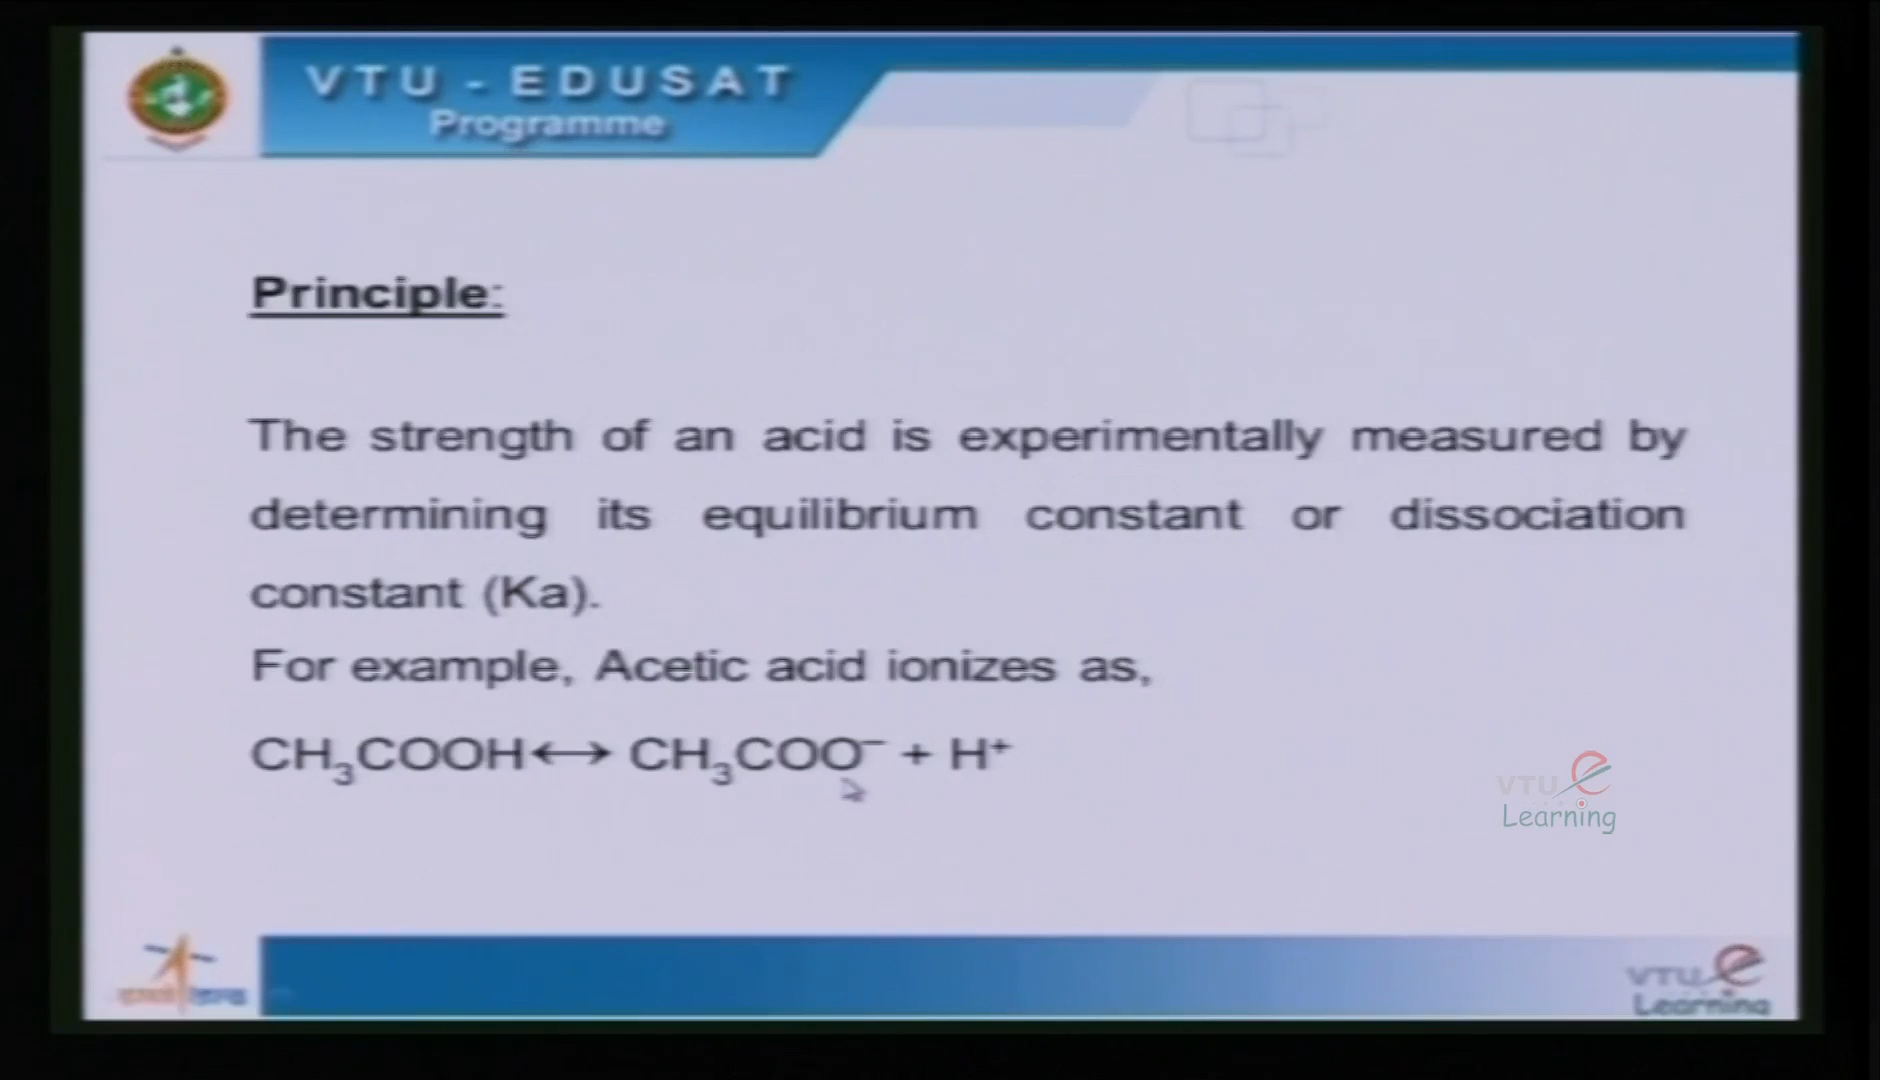 VTU - EDUSAT
Programme
Principle:
The strength of an acid is experimentally measured by
determining its equilibrium constant or dissociation
constant (Ka).
For example, Acetic acid ionizes as,
CH₃COOH↔ CH₃COO⁻ + H⁺
VTU e
Learning
VTU e
Learning